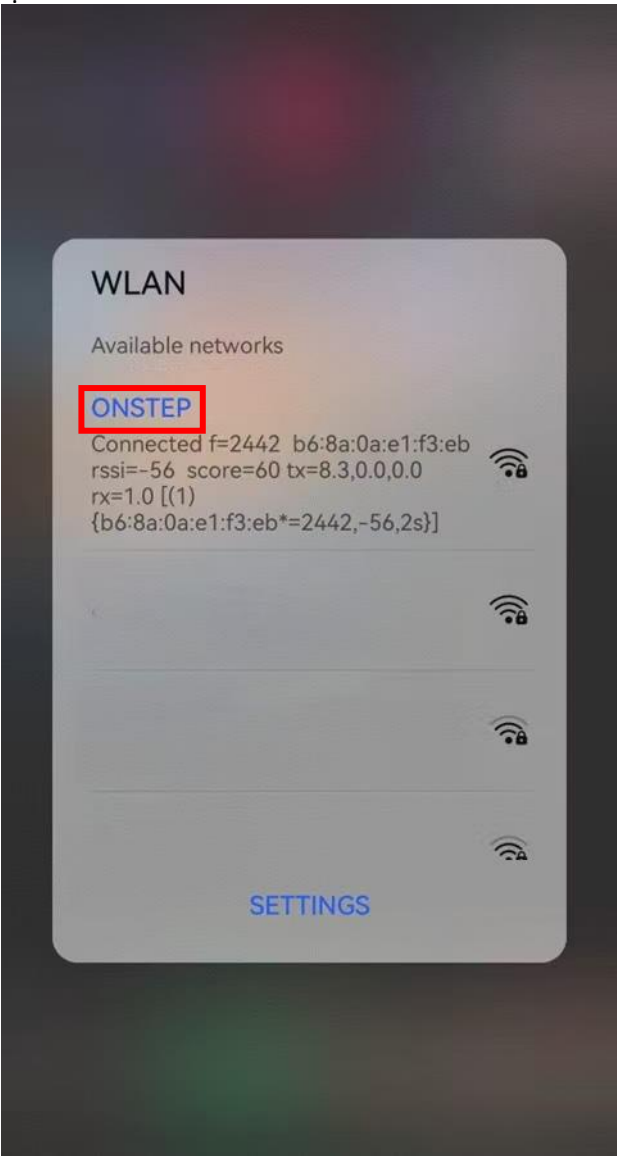 WLAN
Available networks
ONSTEP
Connected f=2442 b6:8a:0a:e1:f3:eb
rssi=-56 score=60 tx=8.3,0.0,0.0
rx=1.0 [(1)
{b6:8a:0a:e1:f3:eb*=2442,-56,2s}]
SETTINGS